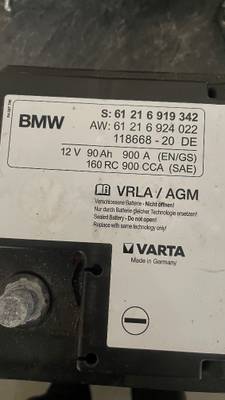 BMW
S: 61 21 6 919 342
AW: 61 21 6 924 022
118668 - 20 DE
12 V 90 Ah 900 A (EN/GS)
160 RC 900 CCA (SAE)
VRLA / AGM
Verschlossene Batterie - Nicht öffnen!
Nur durch Batterie gleicher Technologie ersetzen!
Sealed Battery - Do not open!
Replace with same technology only!
VARTA
Made in Germany